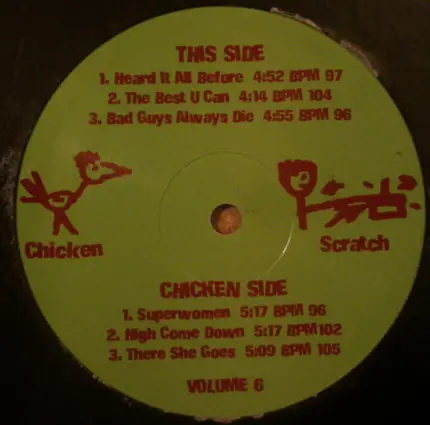 THIS SIDE
1. Heard It All Before 4:52 BPM 97
2. The Best U Can 4:14 BPM 104
3. Bad Guys Always Die 4:55 BPM 96
Chicken
Scratch
CHICKEN SIDE
1. Superwomen 5:17 BPM 96
2. High Come Down 5:17 BPM102
3. There She Goes 5:09 BPM 105
VOLUME 6